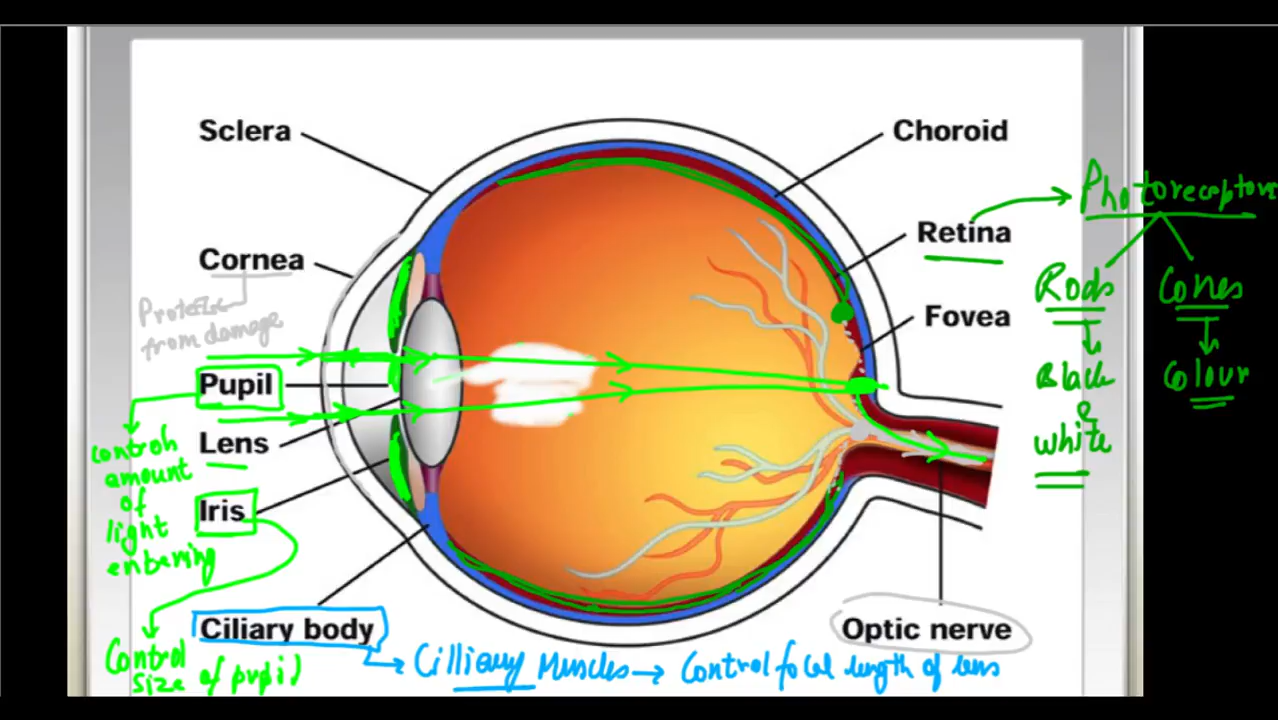 Sclera
Choroid
Photoreceptors
Retina
Cornea
Protects
from damage
Rods
Cones
Fovea
Pupil
Black
&
white
Colour
controls
amount
of
light
entering
Lens
Iris
Ciliary body
Optic nerve
Control
size of pupil
Cilliary Muscles → Control focal length of lens